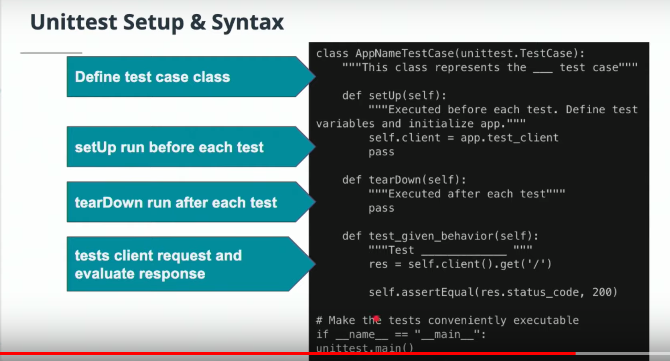 Unittest Setup & Syntax
Define test case class
setUp run before each test
tearDown run after each test
tests client request and
evaluate response
class AppNameTestCase(unittest.TestCase):
    """This class represents the ___ test case"""
    def setUp(self):
        """Executed before each test. Define test
variables and initialize app."""
        self.client = app.test_client
        pass
    def tearDown(self):
        """Executed after each test"""
        pass
    def test_given_behavior(self):
        """Test _____________ """
        res = self.client().get('/')
        self.assertEqual(res.status_code, 200)
# Make the tests conveniently executable
if __name__ == "__main__":
unittest.main()